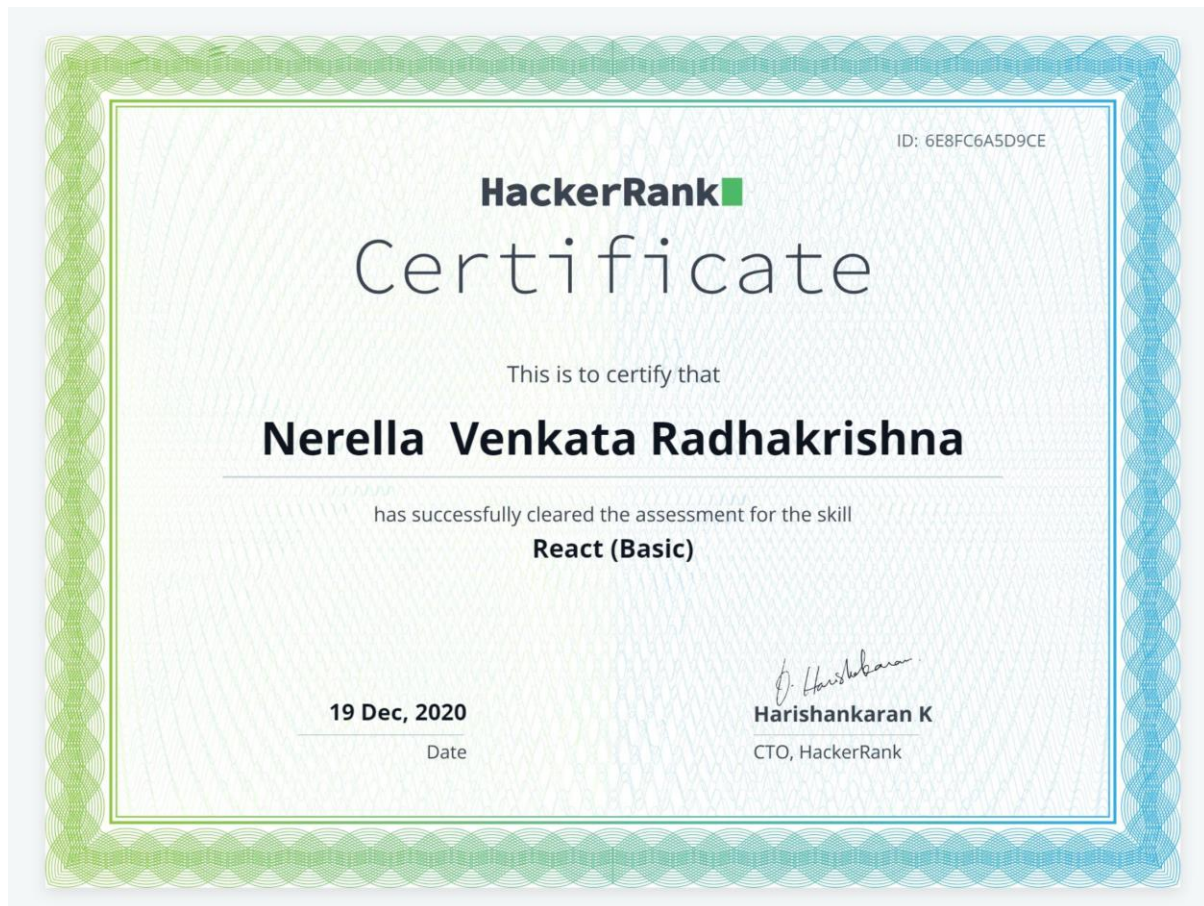 ID: 6E8FC6A5D9CE
HackerRank
Certificate
This is to certify that
Nerella Venkata Radhakrishna
has successfully cleared the assessment for the skill
React (Basic)
19 Dec, 2020
Harishankaran K
Date
CTO, HackerRank